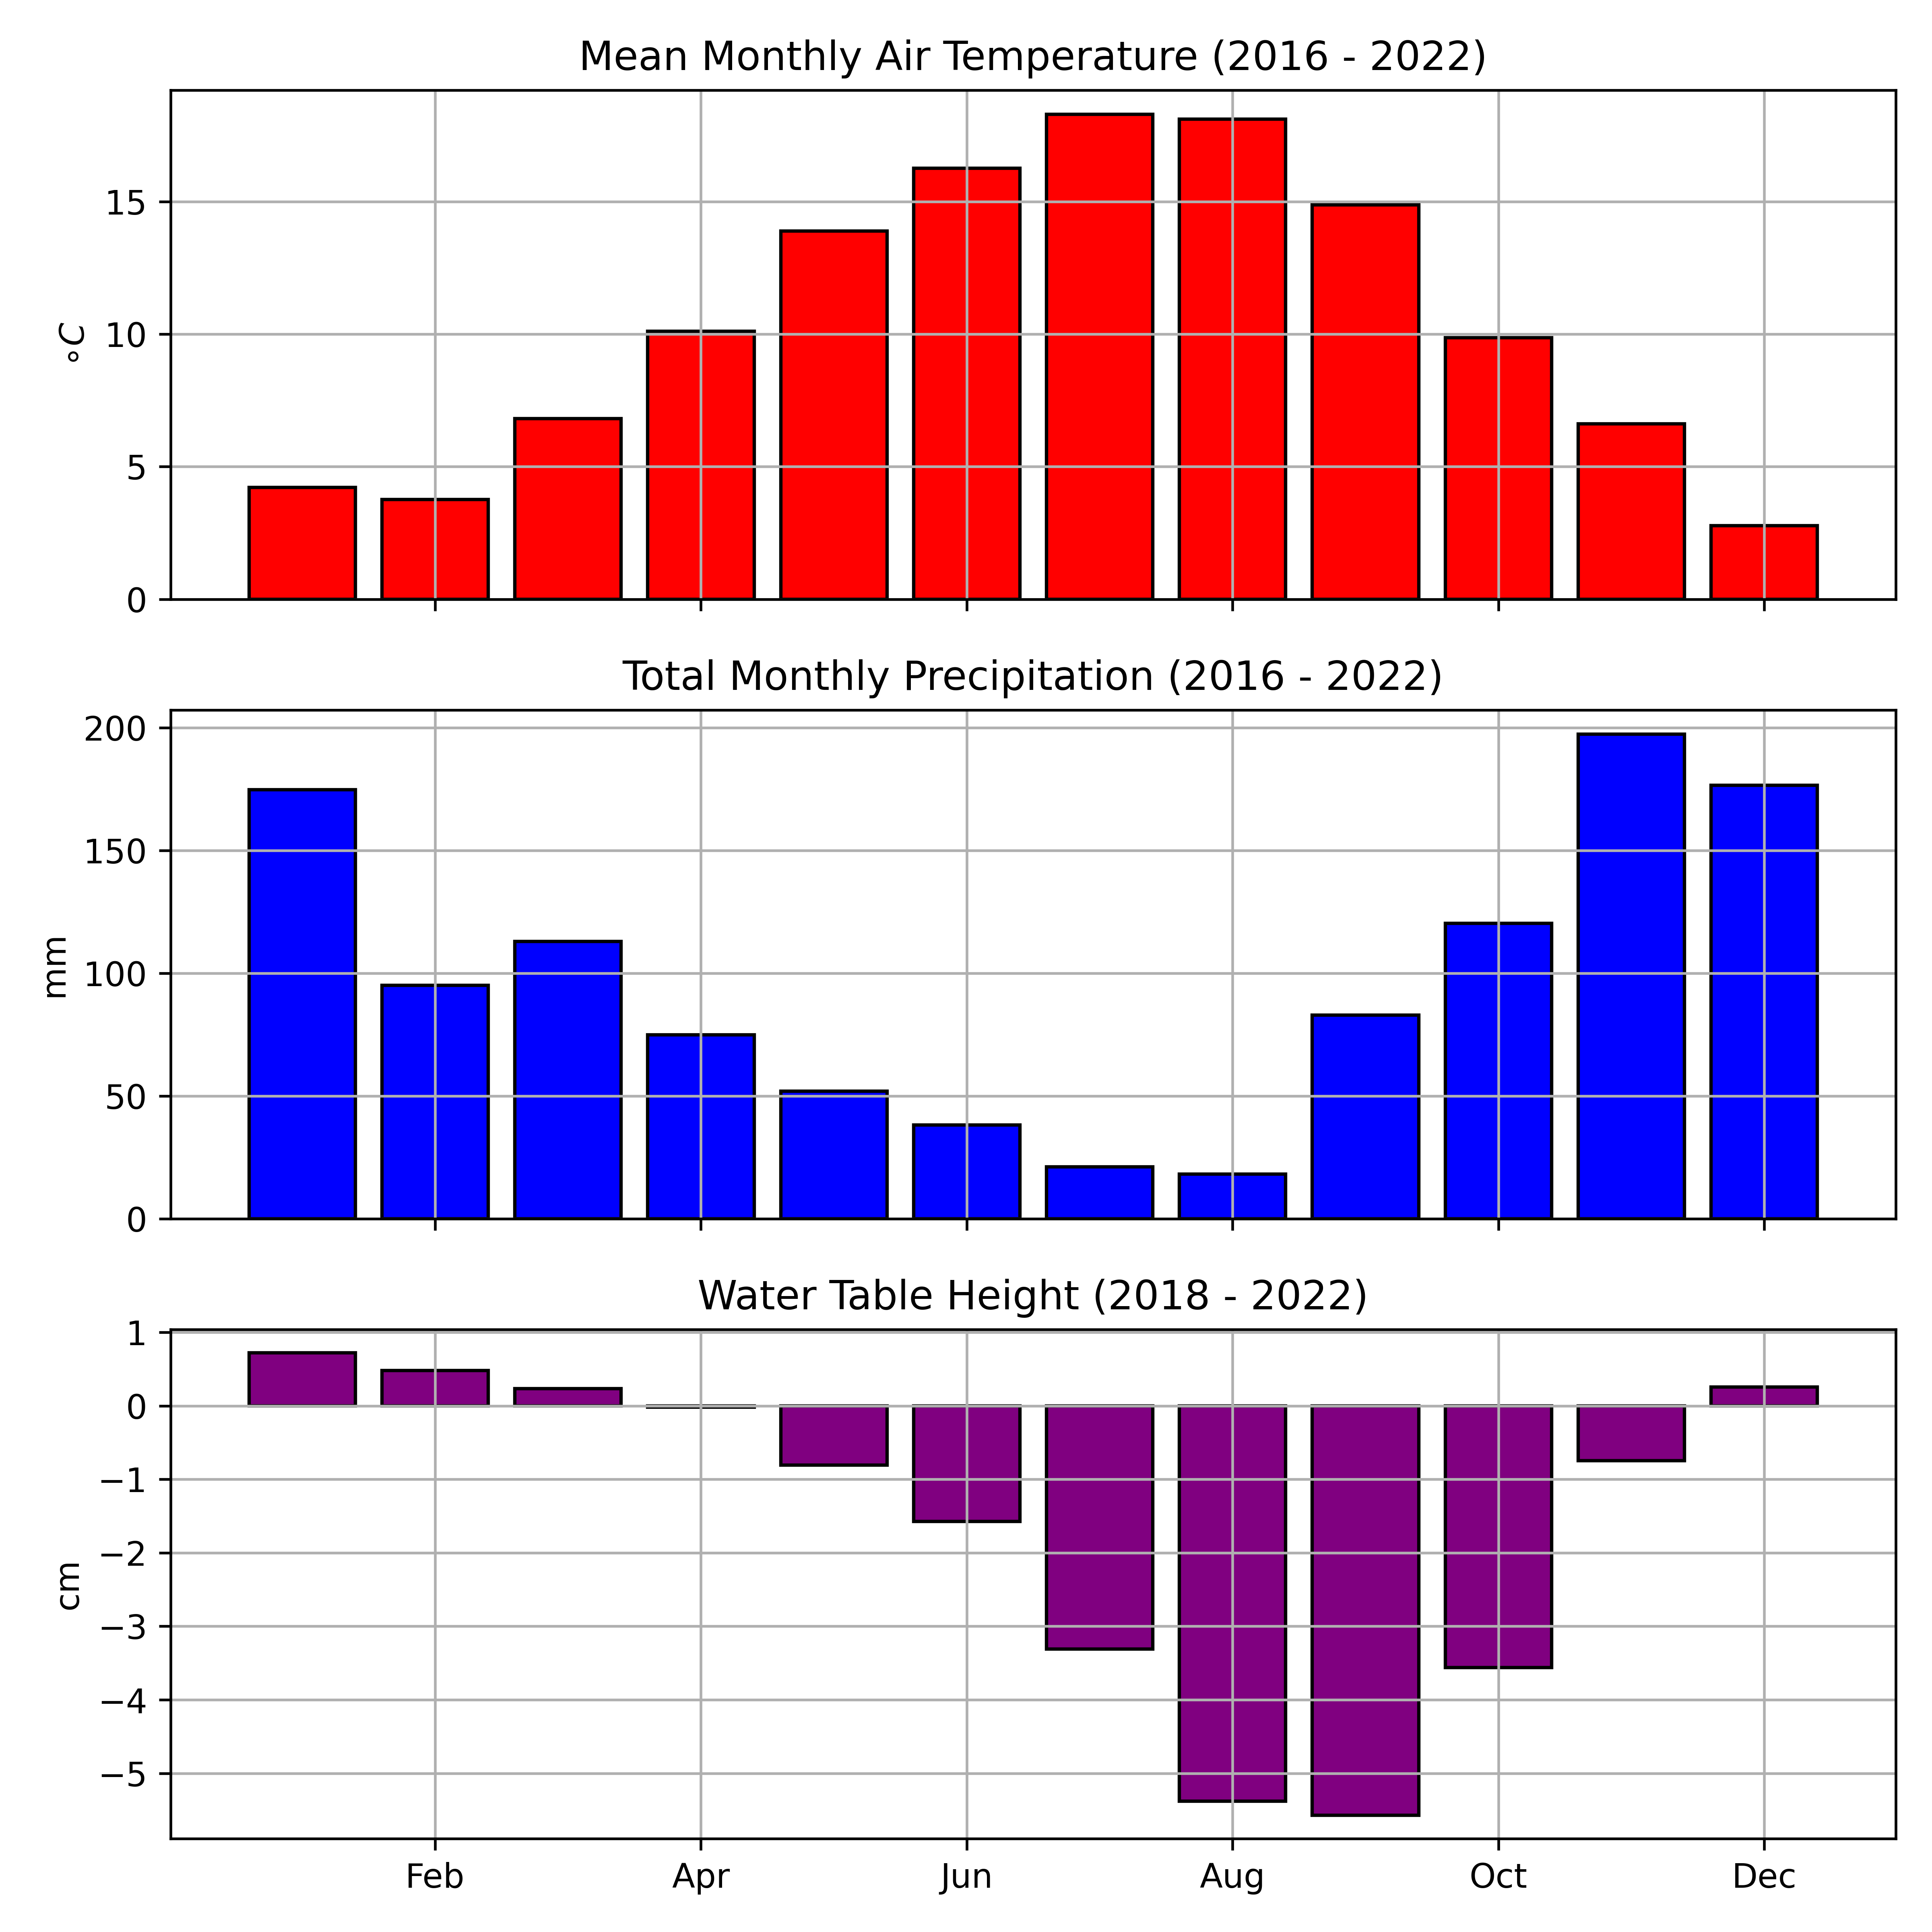 Mean Monthly Air Temperature (2016 - 2022)
15
10
5
0
°C
Total Monthly Precipitation (2016 - 2022)
200
150
100
50
0
mm
Water Table Height (2018 - 2022)
1
0
−1
−2
−3
−4
−5
cm
Feb Apr Jun Aug Oct Dec